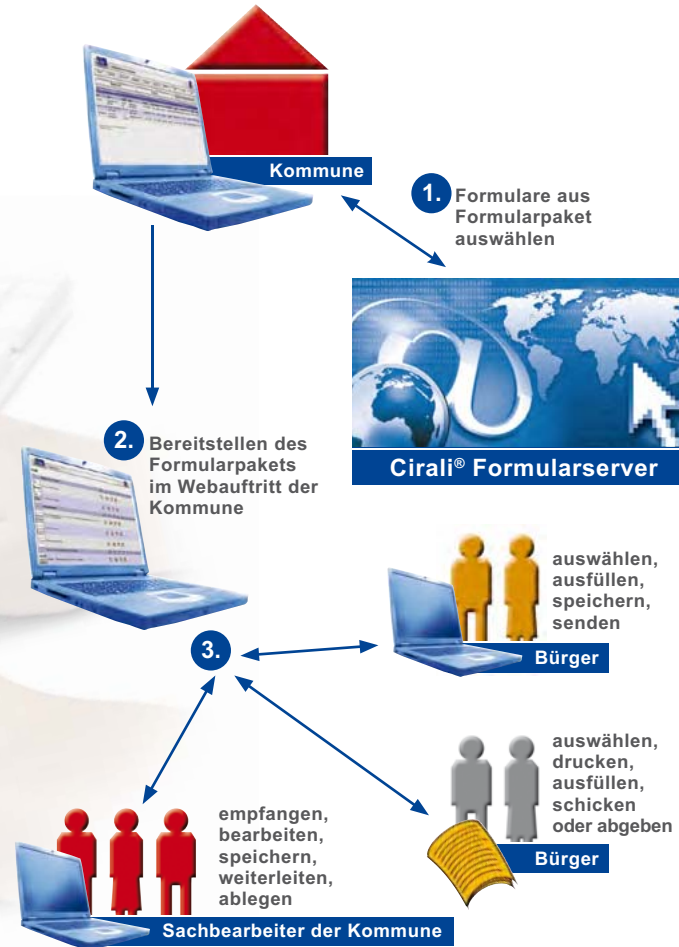 Kommune
1.
Formulare aus
Formularpaket
auswählen
Cirali® Formularserver
2.
Bereitstellen des
Formularpakets
im Webauftritt der
Kommune
auswählen,
ausfüllen,
speichern,
senden
Bürger
3.
auswählen,
drucken,
ausfüllen,
schicken
oder abgeben
Bürger
empfangen,
bearbeiten,
speichern,
weiterleiten,
ablegen
Sachbearbeiter der Kommune